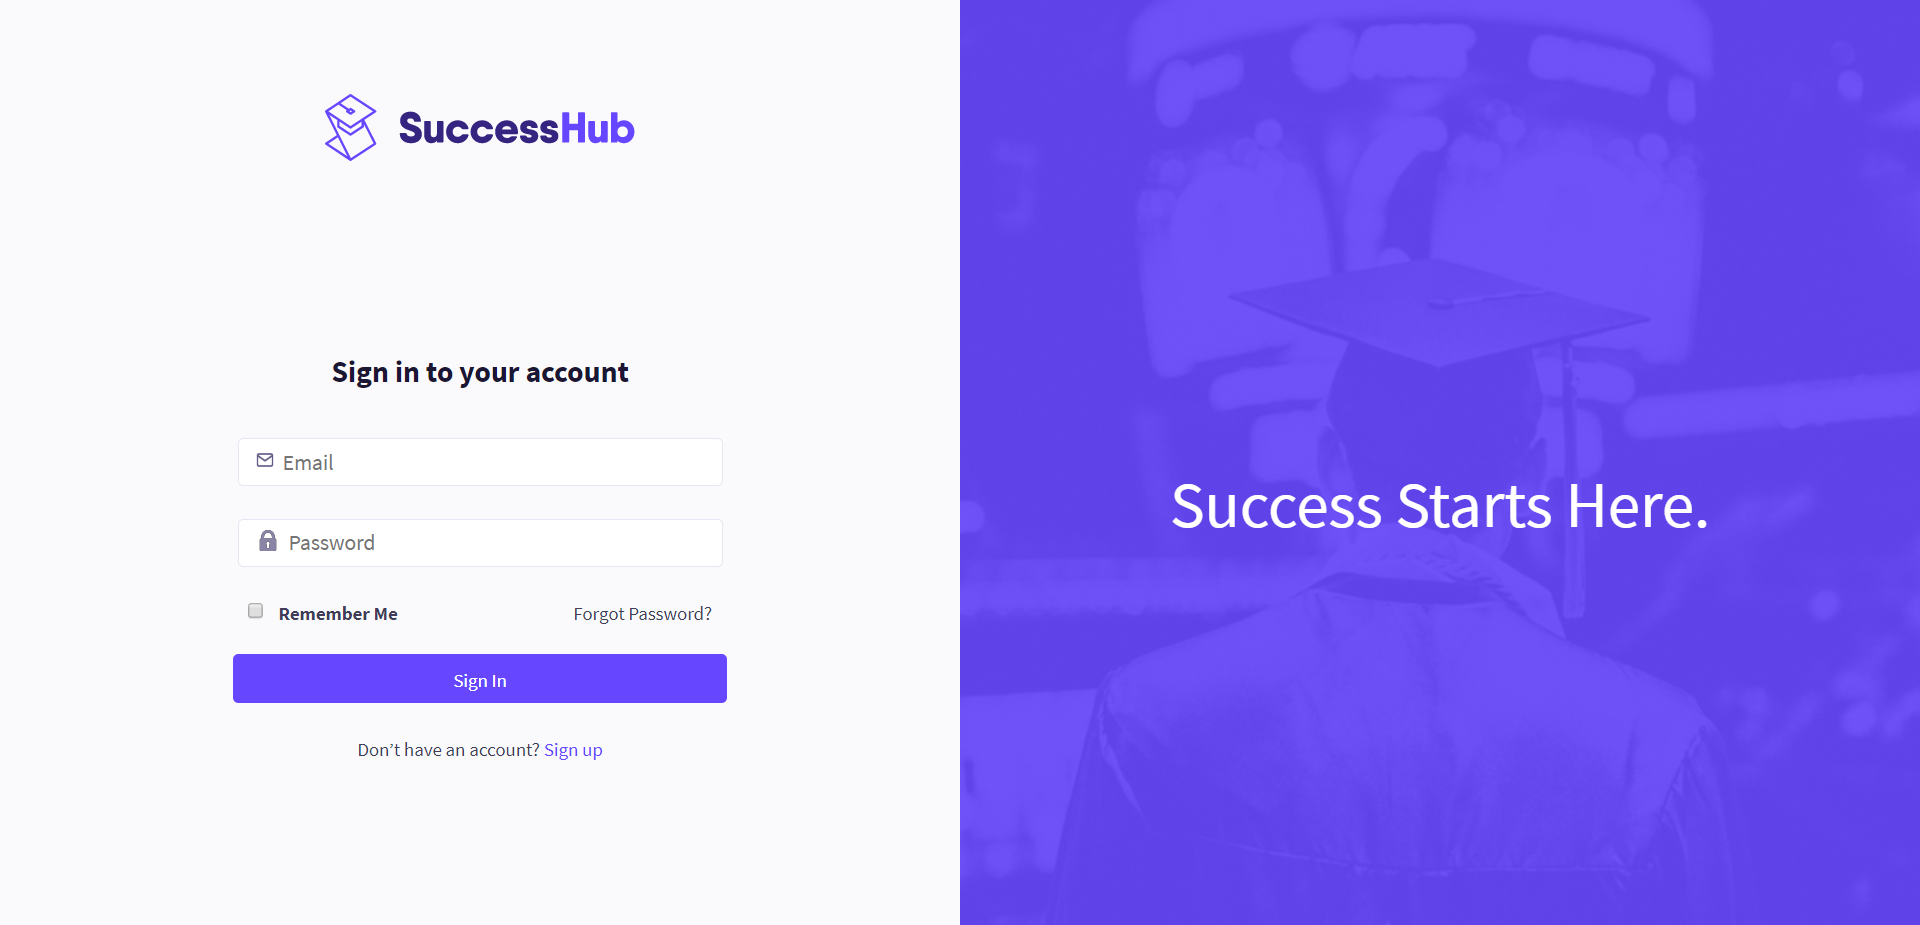 SuccessHub
Sign in to your account
Email
Password
Remember Me
Forgot Password?
Sign In
Don’t have an account? Sign up
Success Starts Here.